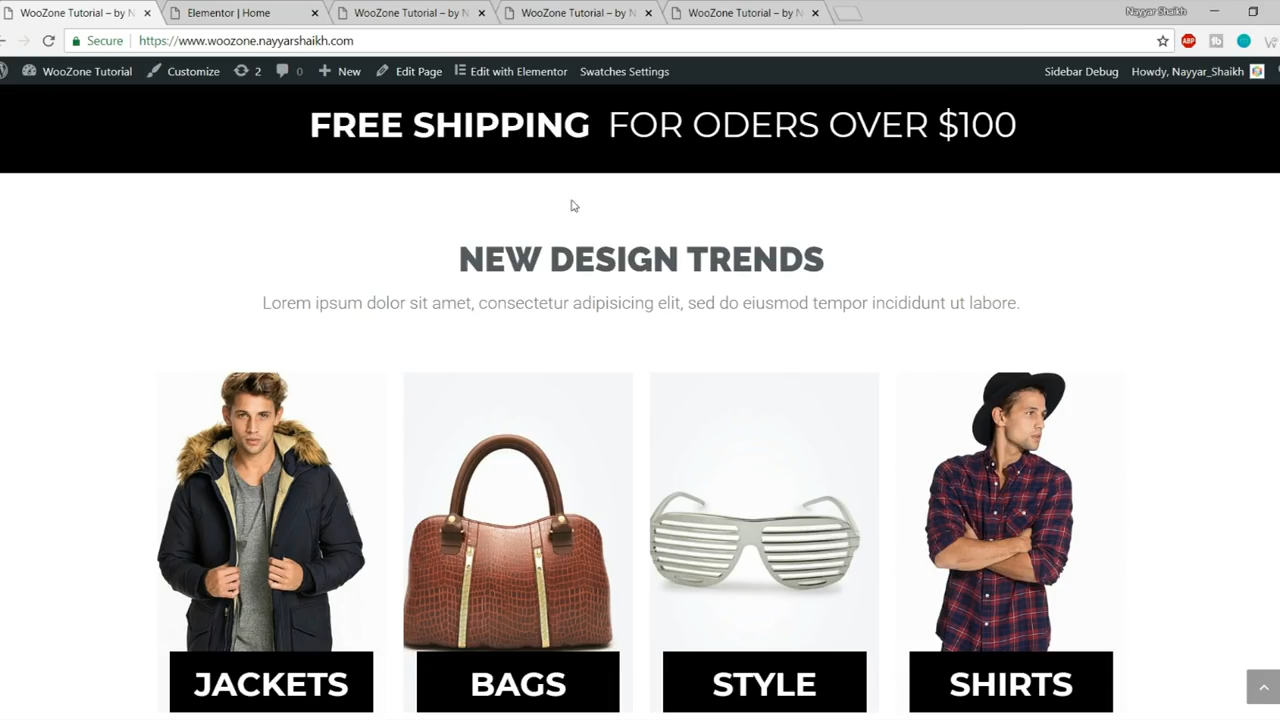 WooZone Tutorial – by N
Elementor | Home
WooZone Tutorial – by N
WooZone Tutorial – by N
WooZone Tutorial – by N
Nayyar Shaikh
Secure https://www.woozone.nayyarshaikh.com
ABP
WooZone Tutorial Customize 2 0 New Edit Page Edit with Elementor Swatches Settings Sidebar Debug Howdy, Nayyar_Shaikh
FREE SHIPPING FOR ODERS OVER $100
NEW DESIGN TRENDS
Lorem ipsum dolor sit amet, consectetur adipisicing elit, sed do eiusmod tempor incididunt ut labore.
JACKETS
BAGS
STYLE
SHIRTS